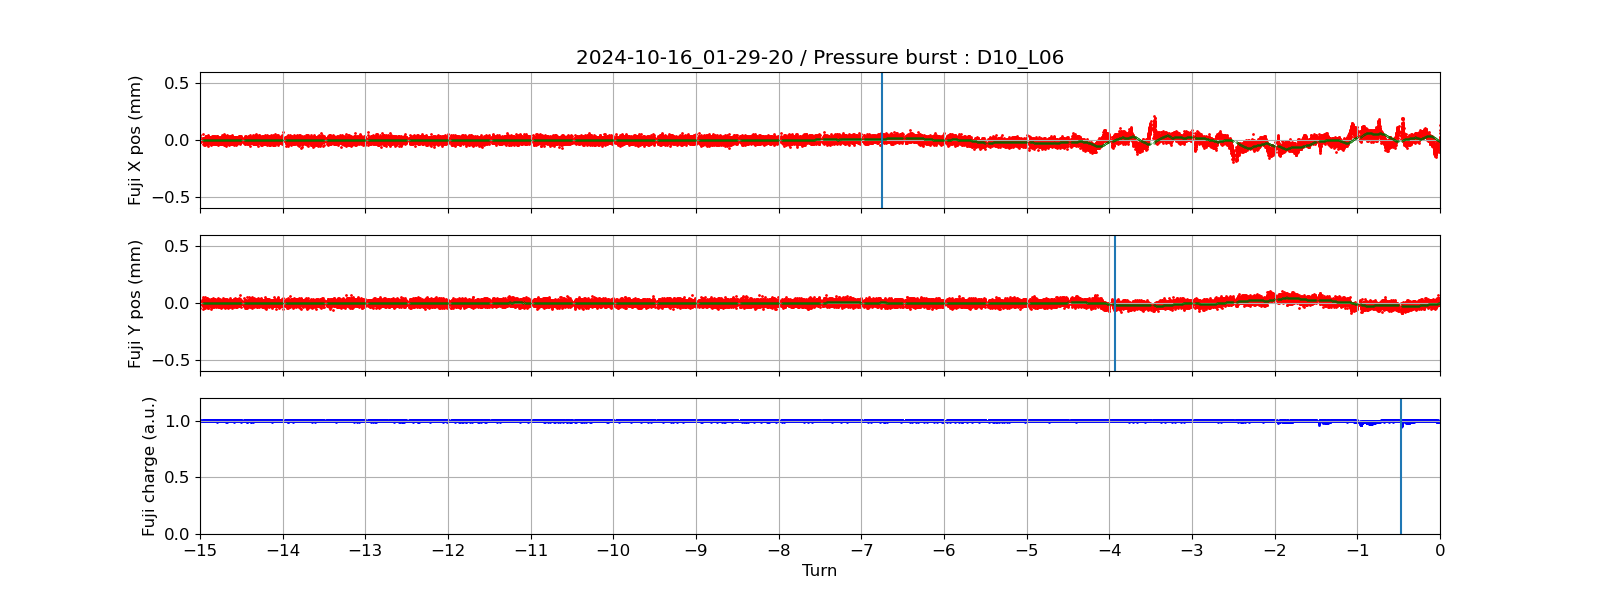 2024-10-16_01-29-20 / Pressure burst : D10_L06
Fuji X pos (mm)
0.5
0.0
−0.5
Fuji Y pos (mm)
0.5
0.0
−0.5
Fuji charge (a.u.)
1.0
0.5
0.0
−15 −14 −13 −12 −11 −10 −9 −8 −7 −6 −5 −4 −3 −2 −1 0
Turn